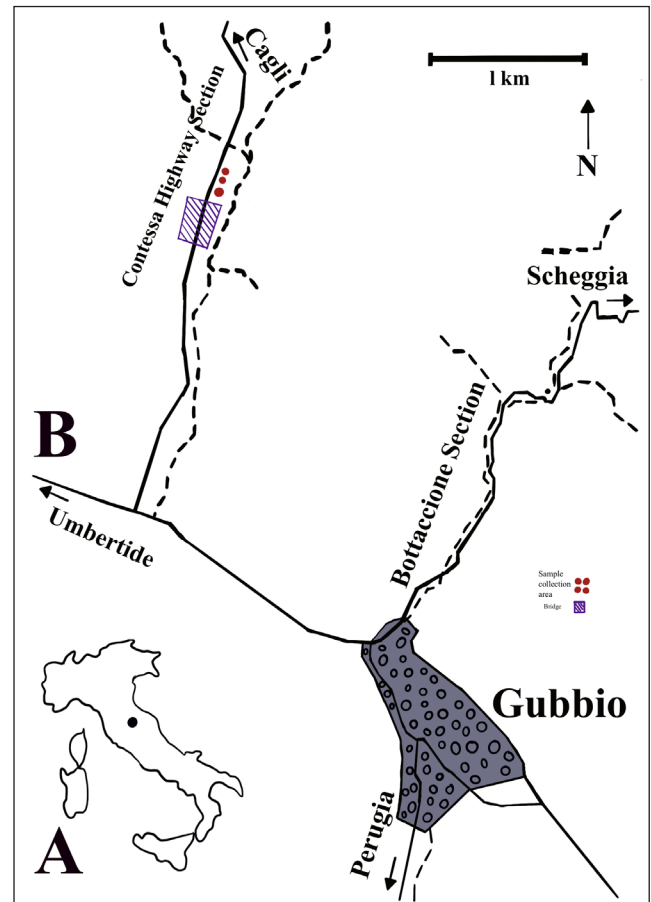 Cagli
Contessa Highway Section
1 km
N
Scheggia
B
Bottaccione Section
Umbertide
Sample
collection
area
Bridge
Gubbio
A
Perugia